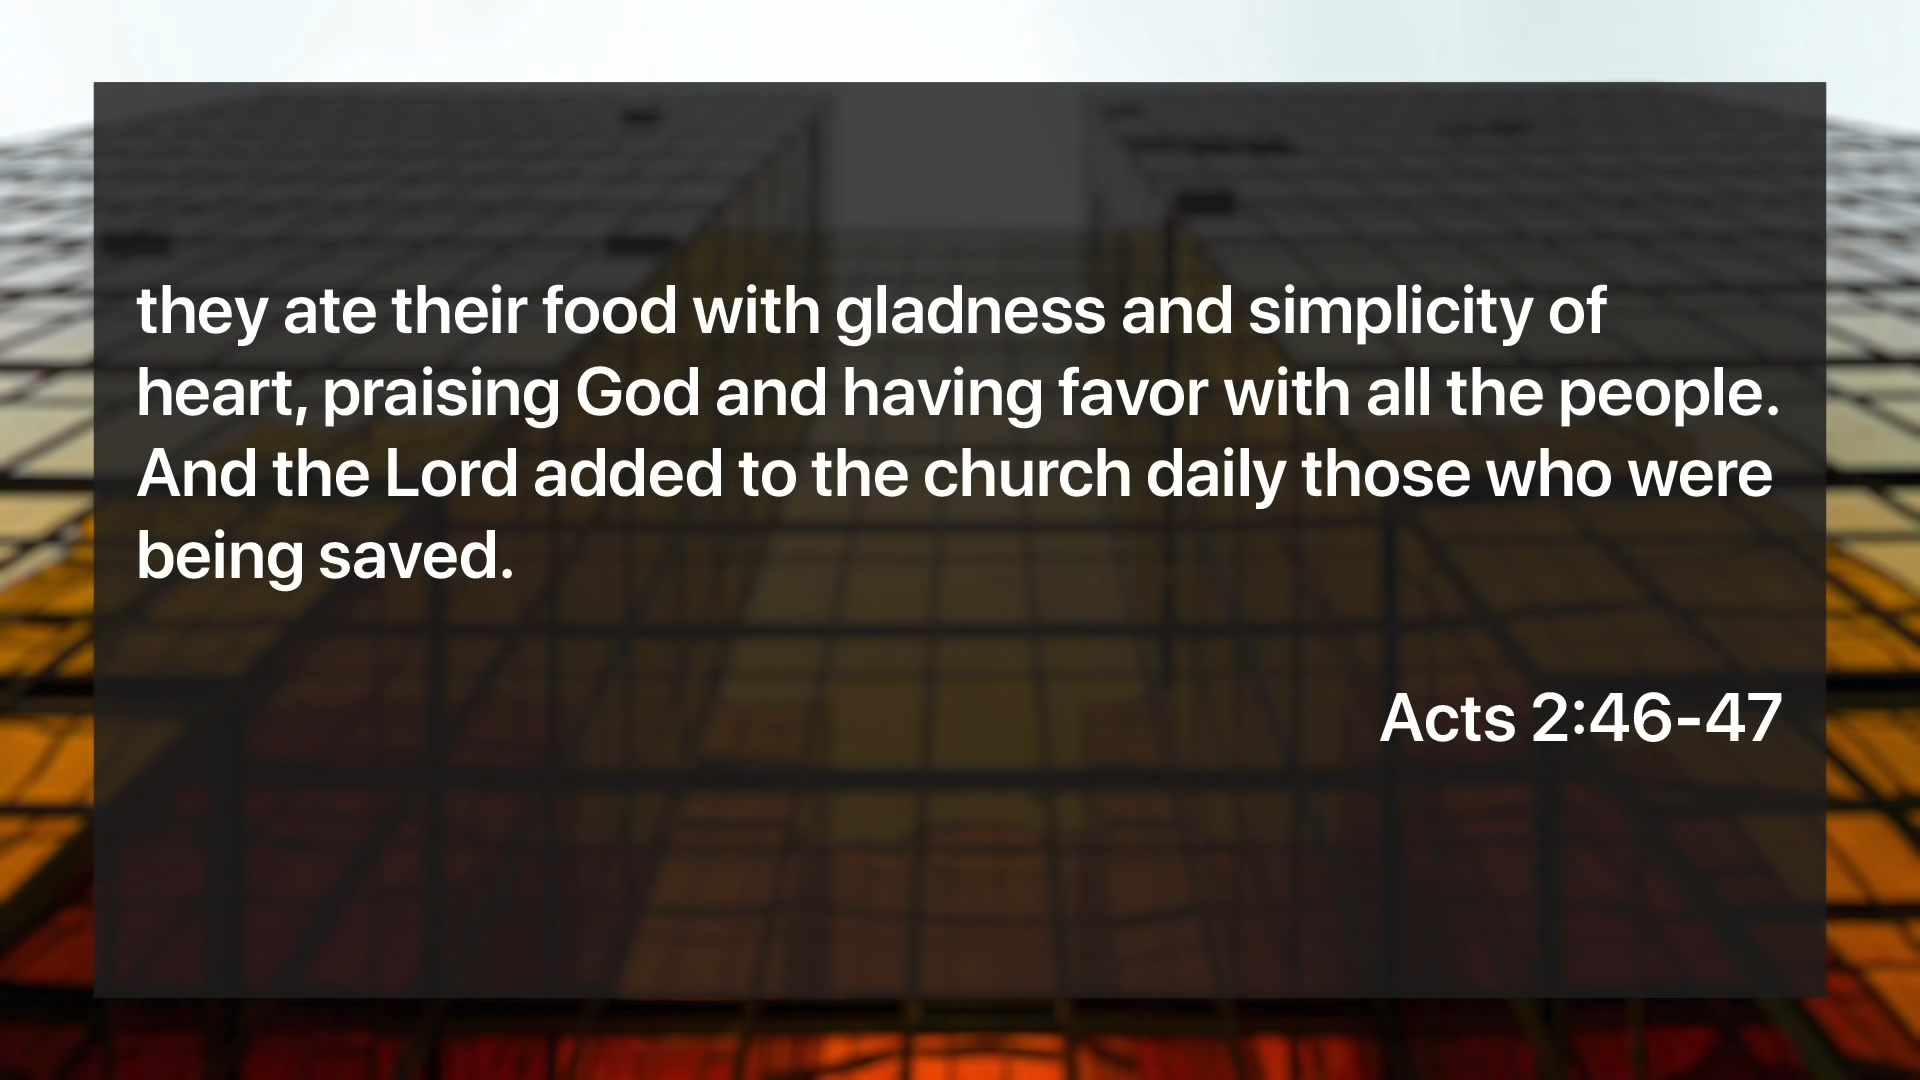 they ate their food with gladness and simplicity of
heart, praising God and having favor with all the people.
And the Lord added to the church daily those who were
being saved.
Acts 2:46-47